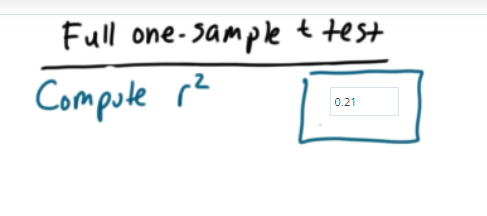 Full one-sample t test
Compute r² 0.21